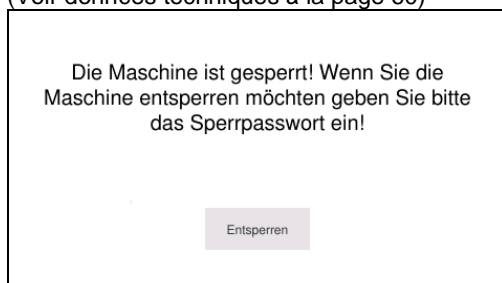 (voir données techniques à la page
Die Maschine ist gesperrt! Wenn Sie die
Maschine entsperren möchten geben Sie bitte
das Sperrpasswort ein!
Entsperren